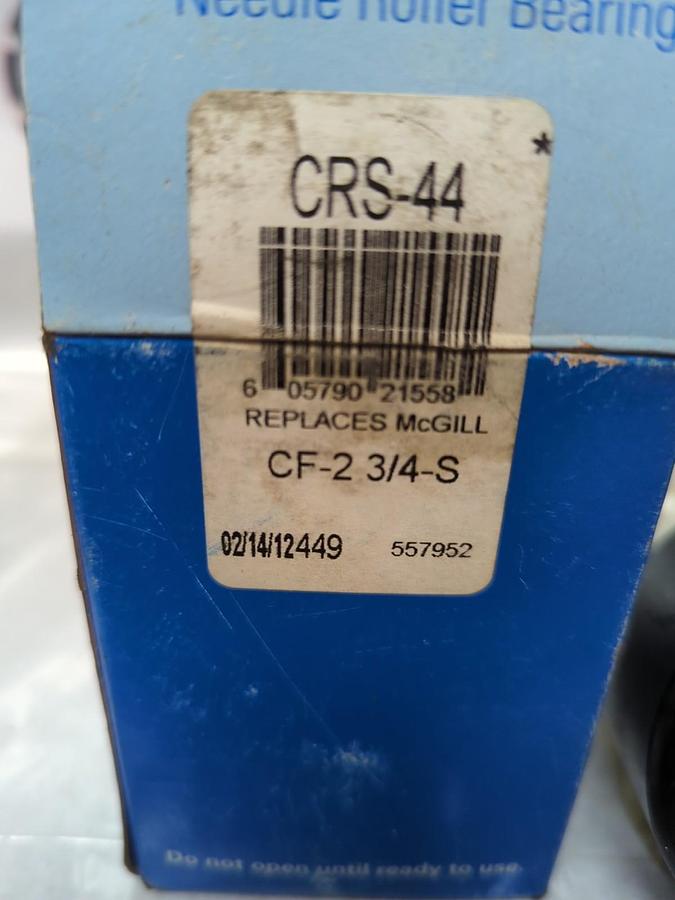 Needle Roller Bearing
*
CRS-44
6 05790 21558
REPLACES McGILL
CF-2 3/4-S
02/14/12449 557952
Do not open until ready to use.